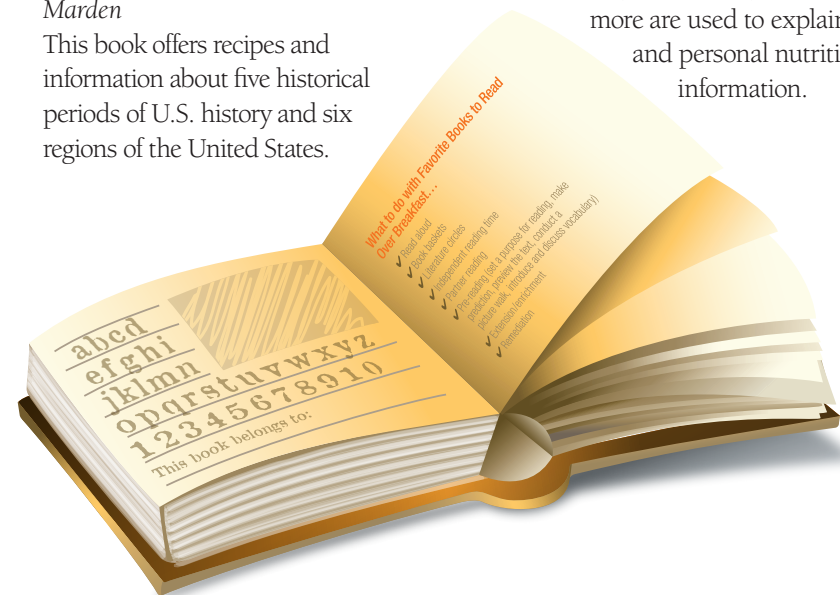 Marden
This book offers recipes and
information about five historical
periods of U.S. history and six
regions of the United States.
more are used to explain
and personal nutriti
information.
abcd
efghi
jklmn
opqrstuvwxyz
12345678910
This book belongs to:
What to do with Favorite Books to Read
Over Breakfast…
✓ Read aloud
✓ Book baskets
✓ Literature circles
✓ Independent reading time
✓ Partner reading
✓ Pre-reading (set a purpose for reading, make
prediction, preview the text, conduct a
picture walk, introduce and discuss vocabulary)
✓ Extension/enrichment
✓ Remediation